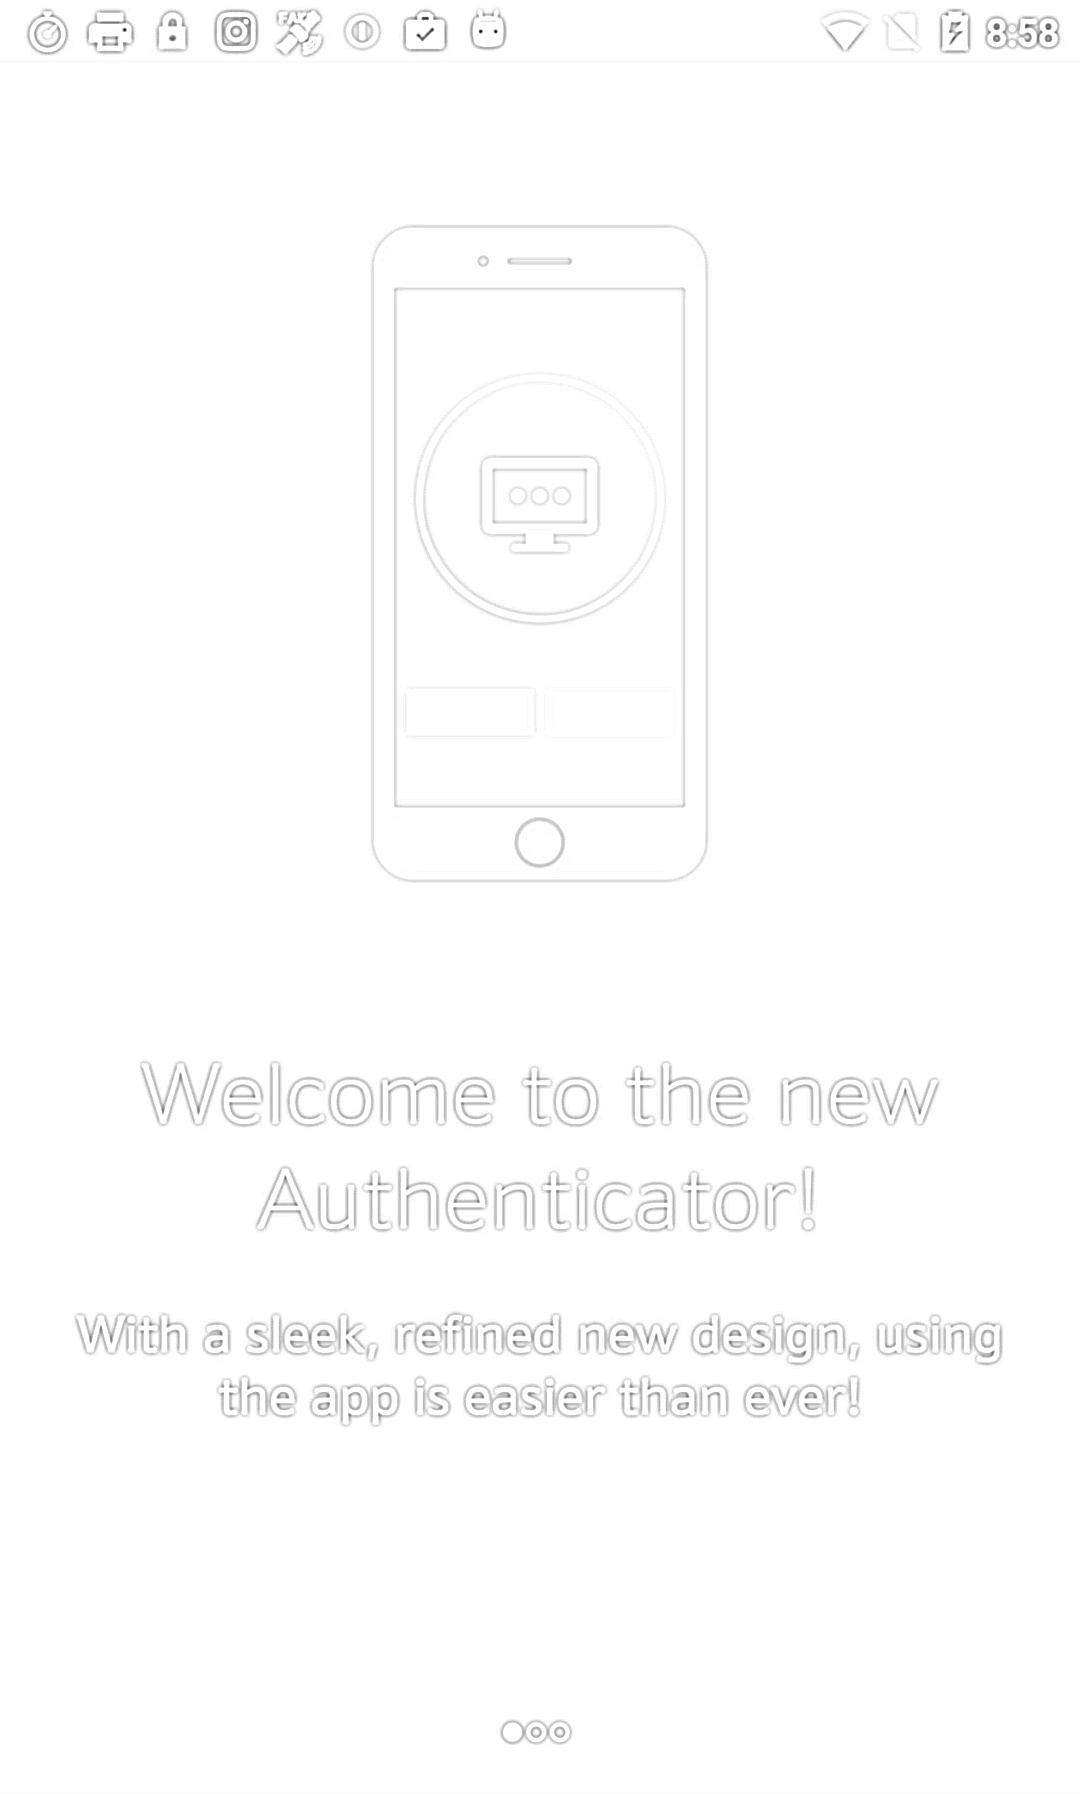 8:58
Welcome to the new
Authenticator!
With a sleek, refined new design, using
the app is easier than ever!